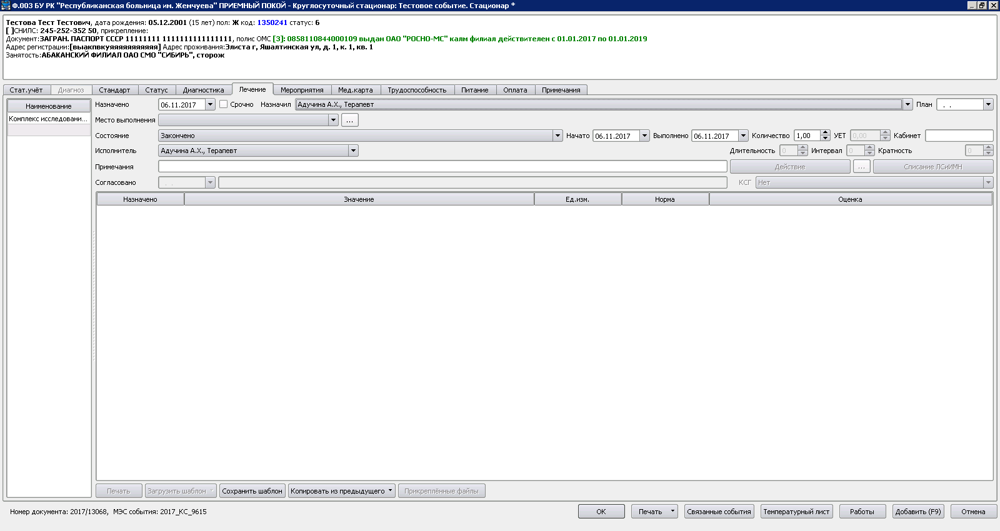 Ф.003 БУ РК "Республиканская больница им. Жемчуева" ПРИЕМНЫЙ ПОКОЙ - Круглосуточный стационар: Тестовое событие. Стационар *
Тестова Тест Тестович, дата рождения: 05.12.2001 (15 лет) пол: Ж код: 1350241 статус: 6
[ ]СНИЛС: 245-252-352 50, прикрепление:
Документ:ЗАГРАН. ПАСПОРТ СССР 11111111 1111111111111111, полис ОМС [3]: 0858110844000109 выдан ОАО "РОСНО-МС" калм филиал действителен с 01.01.2017 по 01.01.2019
Адрес регистрации:[выакпвкуяяяяяяяяяя] Адрес проживания:Элиста г, Яшалтинская ул, д. 1, к. 1, кв. 1
Занятость:АБАКАНСКИЙ ФИЛИАЛ ОАО СМО "СИБИРЬ", сторож
Стат.учёт Диагноз Стандарт Статус Диагностика Лечение Мероприятия Мед.карта Трудоспособность Питание Оплата Примечания
Наименование
Комплекс исследовани...
Назначено 06.11.2017 Срочно Назначил Адучина А.Х., Терапевт План . .
Место выполнения ...
Состояние Закончено Начато 06.11.2017 Выполнено 06.11.2017 Количество 1,00 УЕТ 0,00 Кабинет
Исполнитель Адучина А.Х., Терапевт Длительность 0 Интервал 0 Кратность 0
Примечания Действие ... Списание ЛСиИМН
Согласовано . . КСГ Нет
Назначено Значение Ед.изм. Норма Оценка
Печать Загрузить шаблон Сохранить шаблон Копировать из предыдущего Прикреплённые файлы
Номер документа: 2017/13068, МЭС события: 2017_КС_9615 ОК Печать Связанные события Температурный лист Работы Добавить (F9) Отмена